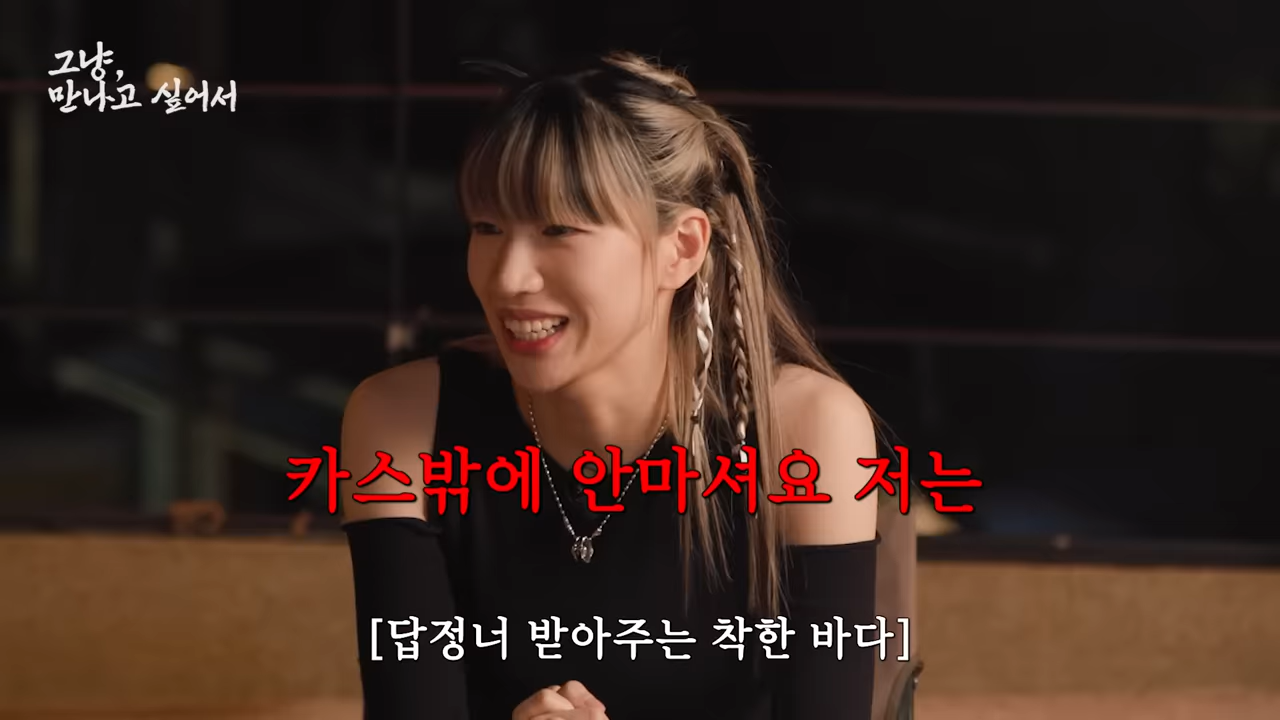 그냥,
만나고 싶어서
카스밖에 안마셔요 저는
[답정너 받아주는 착한 바다]